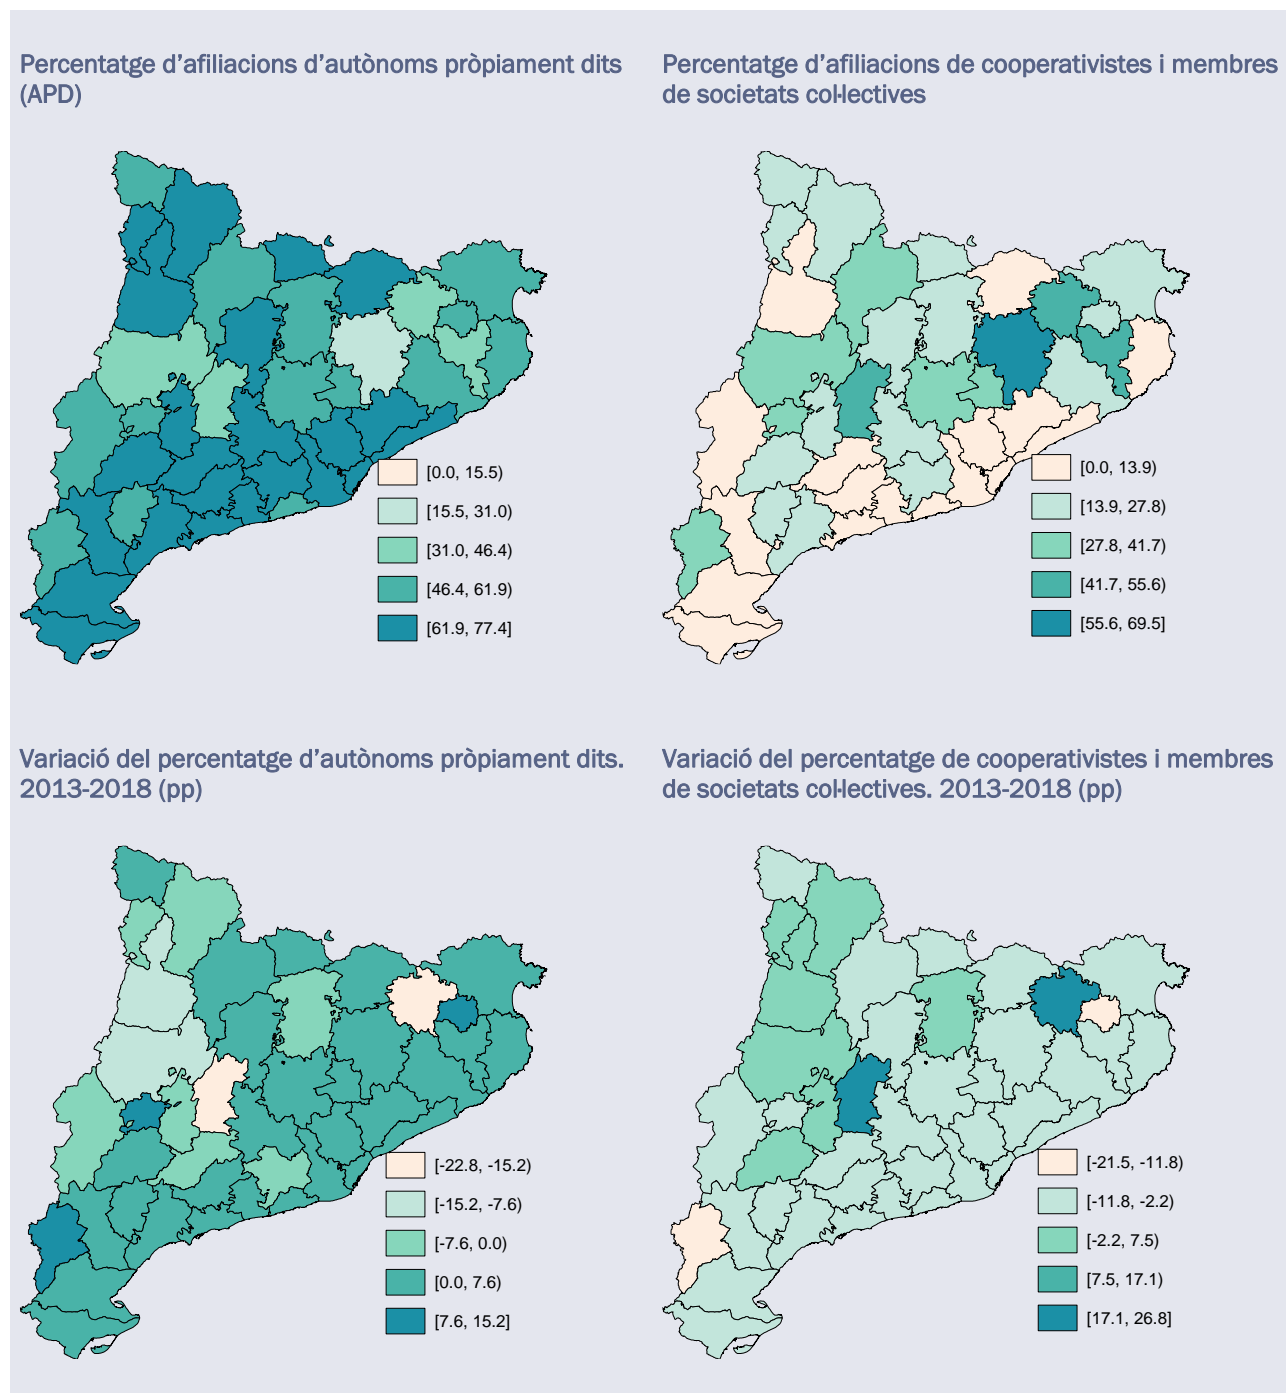 Percentatge d’afiliacions d’autònoms pròpiament dits
(APD)
[0.0, 15.5)
[15.5, 31.0)
[31.0, 46.4)
[46.4, 61.9)
[61.9, 77.4]
Percentatge d’afiliacions de cooperativistes i membres
de societats col·lectives
[0.0, 13.9)
[13.9, 27.8)
[27.8, 41.7)
[41.7, 55.6)
[55.6, 69.5]
Variació del percentatge d’autònoms pròpiament dits.
2013-2018 (pp)
[-22.8, -15.2)
[-15.2, -7.6)
[-7.6, 0.0)
[0.0, 7.6)
[7.6, 15.2]
Variació del percentatge de cooperativistes i membres
de societats col·lectives. 2013-2018 (pp)
[-21.5, -11.8)
[-11.8, -2.2)
[-2.2, 7.5)
[7.5, 17.1)
[17.1, 26.8]